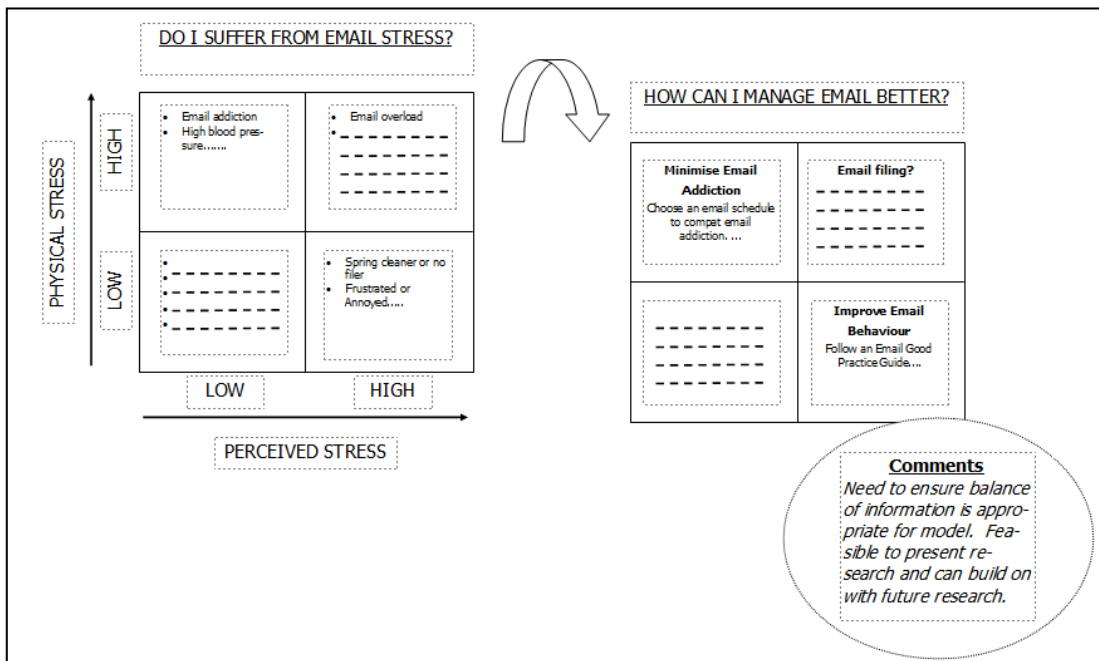 DO I SUFFER FROM EMAIL STRESS?
PHYSICAL STRESS
HIGH
LOW
• Email addiction
• High blood pres-
sure.......
• Email overload
•
•
•
•
•
•
• Spring cleaner or no
filer
• Frustrated or
Annoyed.....
LOW
HIGH
PERCEIVED STRESS
HOW CAN I MANAGE EMAIL BETTER?
Minimise Email
Addiction
Choose an email schedule
to compat email
addiction. ...
Email filing?
Improve Email
Behaviour
Follow an Email Good
Practice Guide....
Comments
Need to ensure balance
of information is appro-
priate for model. Fea-
sible to present re-
search and can build on
with future research.